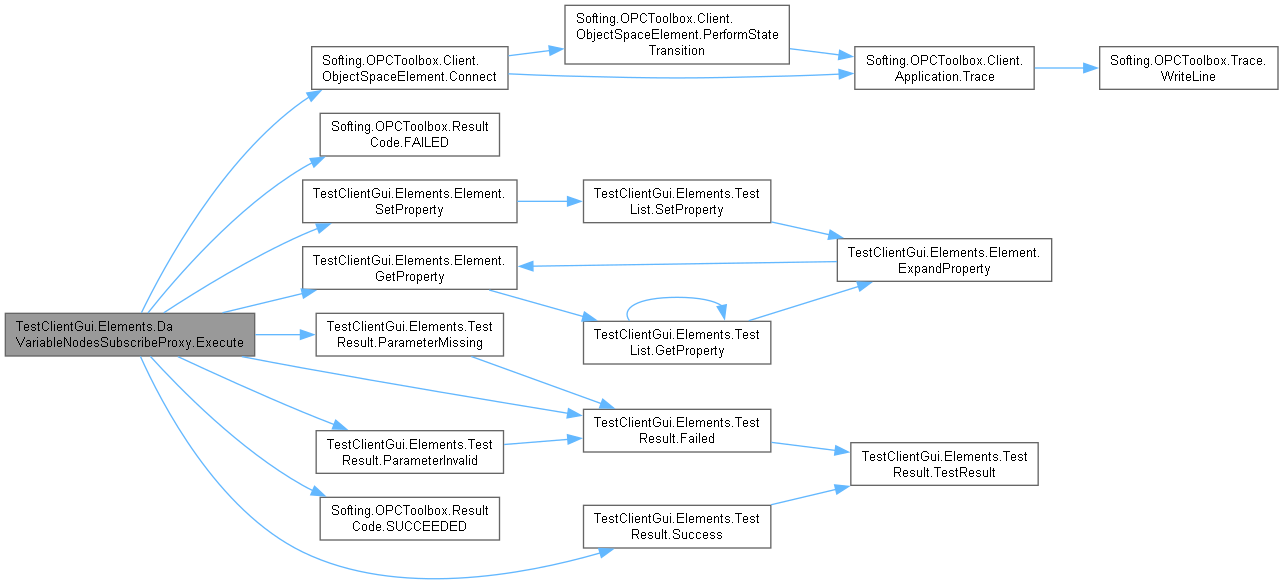 TestClientGui.Elements.Da
VariableNodesSubscribeProxy.Execute
Softing.OPCToolbox.Client.
ObjectSpaceElement.Connect
Softing.OPCToolbox.Client.
ObjectSpaceElement.PerformState
Transition
Softing.OPCToolbox.Client.
Application.Trace
Softing.OPCToolbox.Trace.
WriteLine
Softing.OPCToolbox.Result
Code.FAILED
TestClientGui.Elements.Element.
SetProperty
TestClientGui.Elements.Test
List.SetProperty
TestClientGui.Elements.Element.
ExpandProperty
TestClientGui.Elements.Element.
GetProperty
TestClientGui.Elements.Test
List.GetProperty
TestClientGui.Elements.Test
Result.ParameterMissing
TestClientGui.Elements.Test
Result.Failed
TestClientGui.Elements.Test
Result.ParameterInvalid
TestClientGui.Elements.Test
Result.TestResult
Softing.OPCToolbox.Result
Code.SUCCEEDED
TestClientGui.Elements.Test
Result.Success